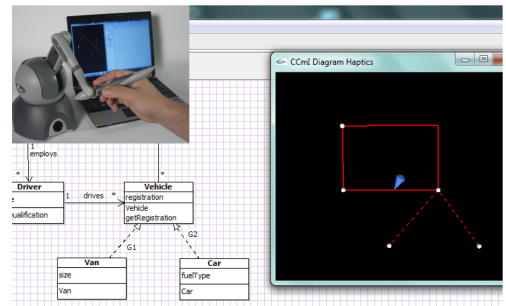 CCmI Diagram Haptics
1
employs
*
*
Driver
1 drives *
Vehicle
registration
Vehicle
getRegistration
G1
G2
Van
size
Van
Car
fuelType
Car